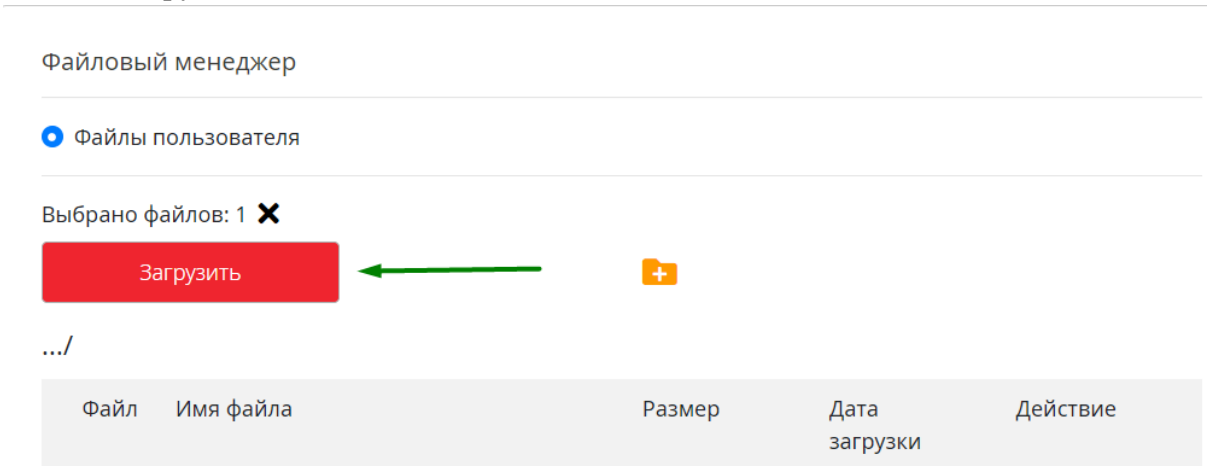 Файловый менеджер
Файлы пользователя
Выбрано файлов: 1
Загрузить
.../
Файл Имя файла Размер Дата загрузки Действие